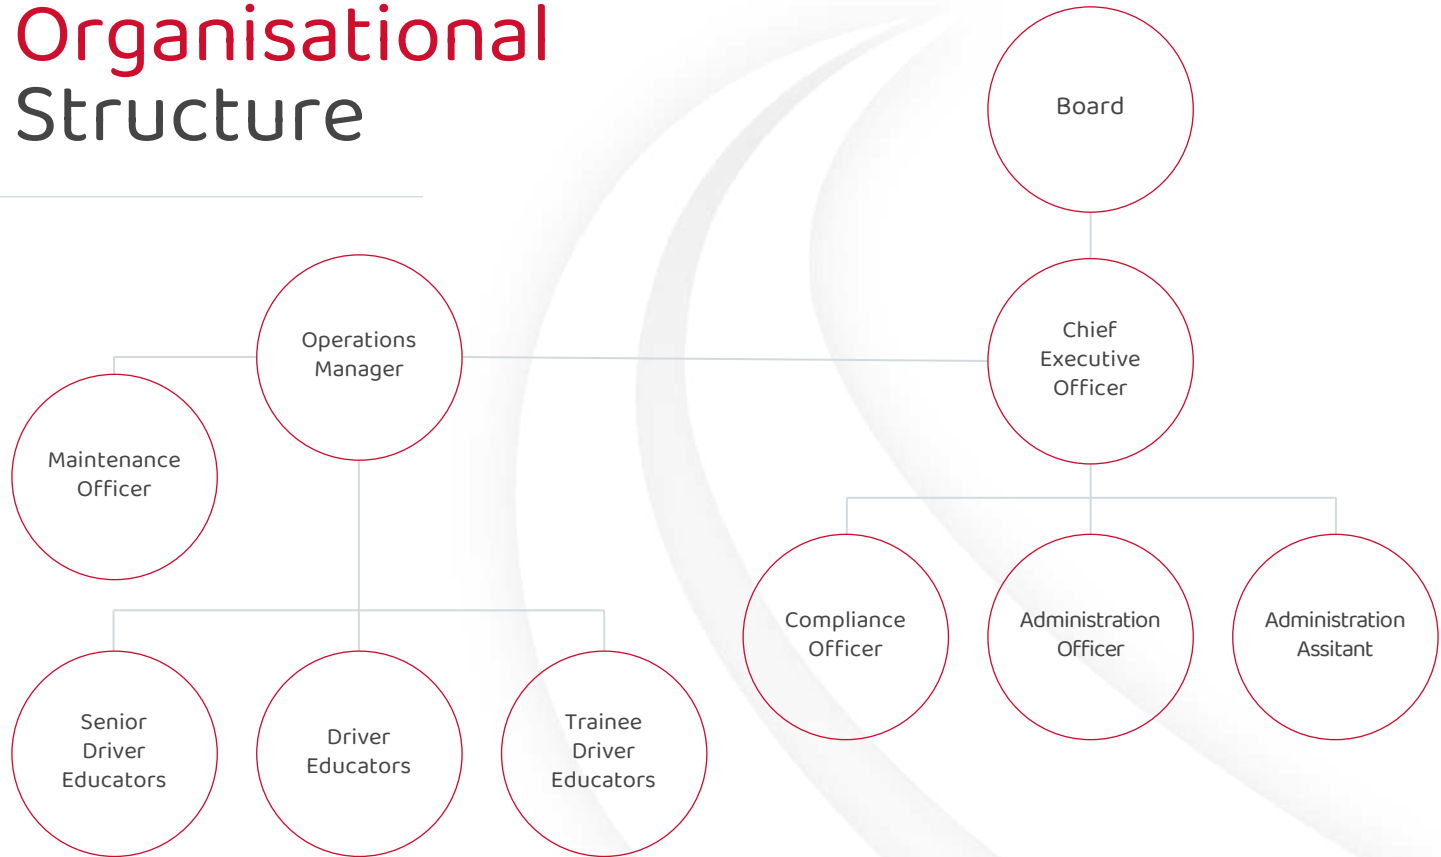 Organisational
Structure
Board
Operations
Manager
Chief
Executive
Officer
Maintenance
Officer
Compliance
Officer
Administration
Officer
Administration
Assitant
Senior
Driver
Educators
Driver
Educators
Trainee
Driver
Educators